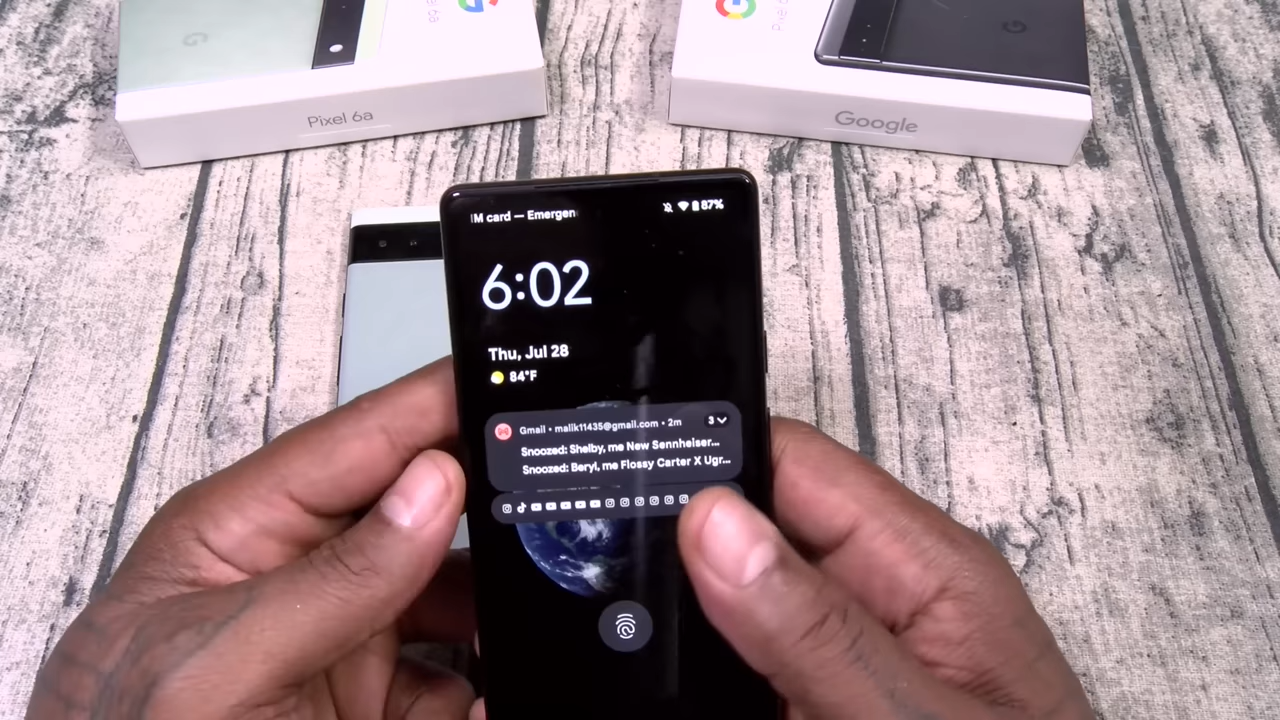 Pixel 6a
Google
M card — Emergen
87%
6:02
Thu, Jul 28
84°F
Gmail • malik11435@gmail.com • 2m
3
Snoozed: Shelby, me New Sennheiser...
Snoozed: Beryl, me Flossy Carter X Ugr...